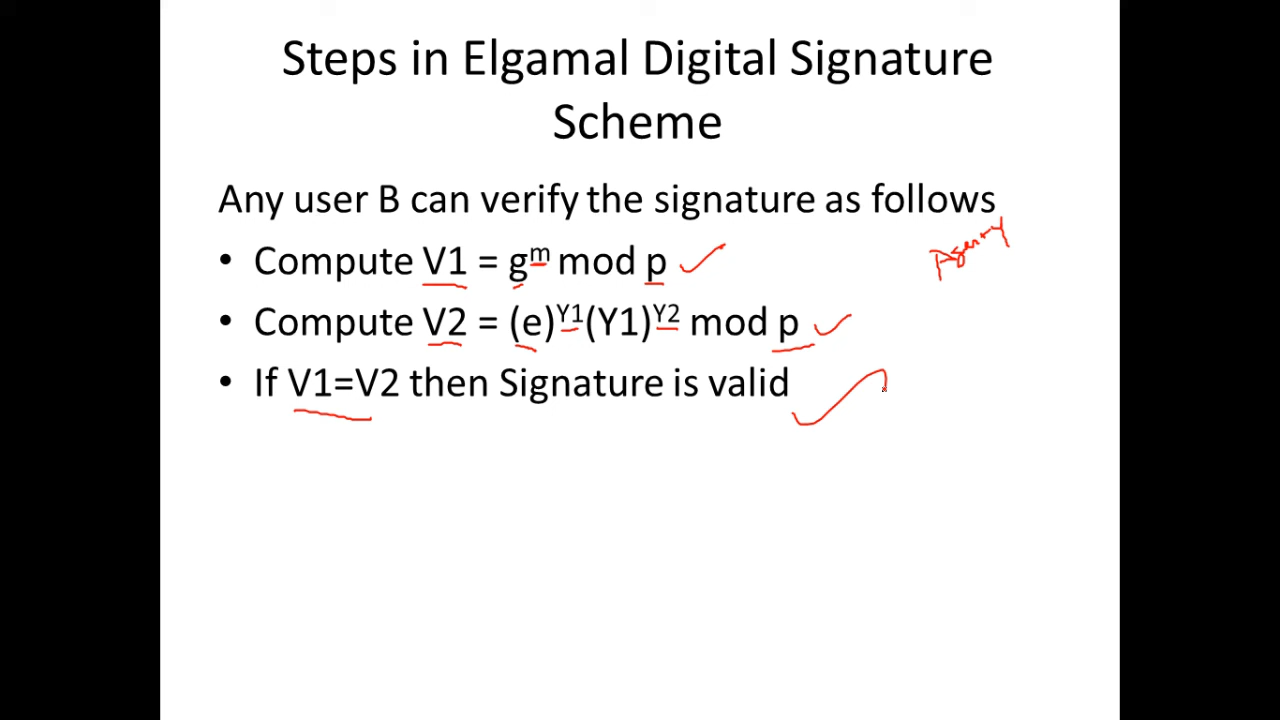 Steps in Elgamal Digital Signature
Scheme
Any user B can verify the signature as follows
• Compute V1 = gᵐ mod p
• Compute V2 = (e)^Y1(Y1)^Y2 mod p
• If V1=V2 then Signature is valid